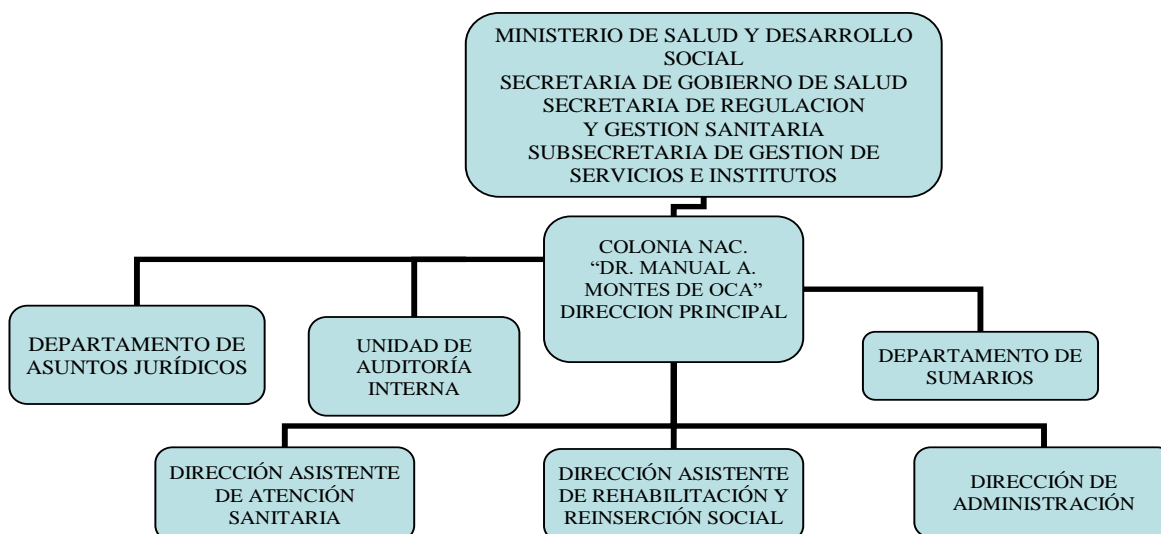 MINISTERIO DE SALUD Y DESARROLLO
SOCIAL
SECRETARIA DE GOBIERNO DE SALUD
SECRETARIA DE REGULACION
Y GESTION SANITARIA
SUBSECRETARIA DE GESTION DE
SERVICIOS E INSTITUTOS
COLONIA NAC.
“DR. MANUAL A.
MONTES DE OCA”
DIRECCION PRINCIPAL
DEPARTAMENTO DE
ASUNTOS JURÍDICOS
UNIDAD DE
AUDITORÍA
INTERNA
DEPARTAMENTO DE
SUMARIOS
DIRECCIÓN ASISTENTE
DE ATENCIÓN
SANITARIA
DIRECCIÓN ASISTENTE
DE REHABILITACIÓN Y
REINSERCIÓN SOCIAL
DIRECCIÓN DE
ADMINISTRACIÓN